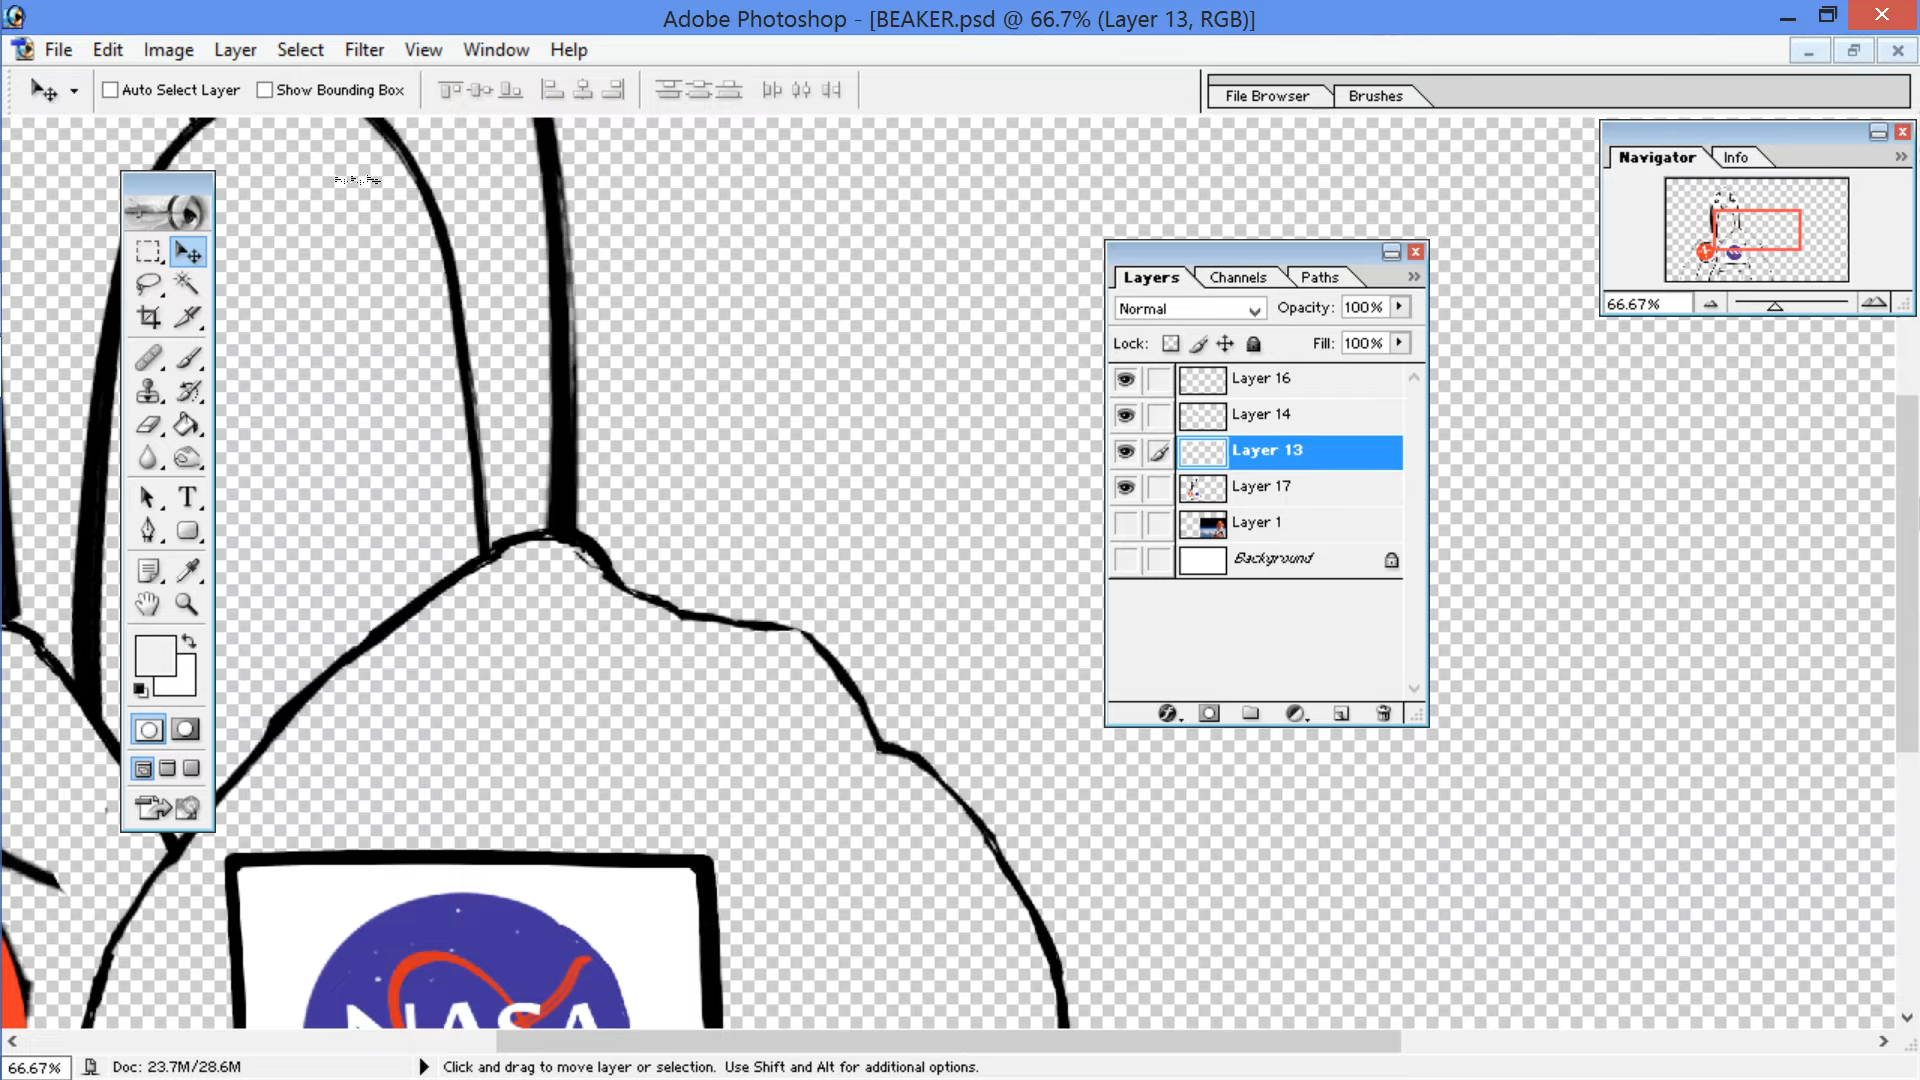 Adobe Photoshop - [BEAKER.psd @ 66.7% (Layer 13, RGB)]
File Edit Image Layer Select Filter View Window Help
Auto Select Layer Show Bounding Box
File Browser Brushes
Navigator Info
66.67%
Layers Channels Paths
Normal Opacity: 100%
Lock: Fill: 100%
Layer 16
Layer 14
Layer 13
Layer 17
Layer 1
Background
T
NASA
66.67% Doc: 23.7M/28.6M Click and drag to move layer or selection. Use Shift and Alt for additional options.